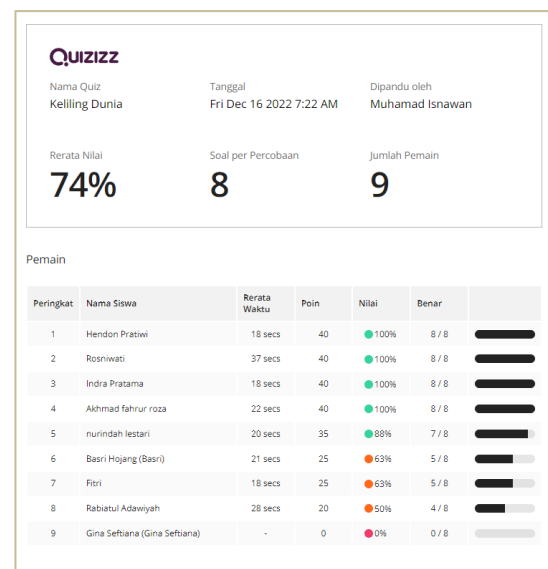 QUIZIZZ
Nama Quiz Tanggal Dipandu oleh
Keliling Dunia Fri Dec 16 2022 7:22 AM Muhamad Isnawan
Rerata Nilai Soal per Percobaan Jumlah Pemain
74% 8 9
Pemain
Peringkat Nama Siswa Rerata Waktu Poin Nilai Benar
1 Hendon Pratiwi 18 secs 40 100% 8 / 8
2 Rosniwati 37 secs 40 100% 8 / 8
3 Indra Pratama 18 secs 40 100% 8 / 8
4 Akhmad fahrur roza 22 secs 40 100% 8 / 8
5 nurindah lestari 20 secs 35 88% 7 / 8
6 Basri Hojang (Basri) 21 secs 25 63% 5 / 8
7 Fitri 18 secs 25 63% 5 / 8
8 Rabiatul Adawiyah 28 secs 20 50% 4 / 8
9 Gina Seftiana (Gina Seftiana) - 0 0% 0 / 8